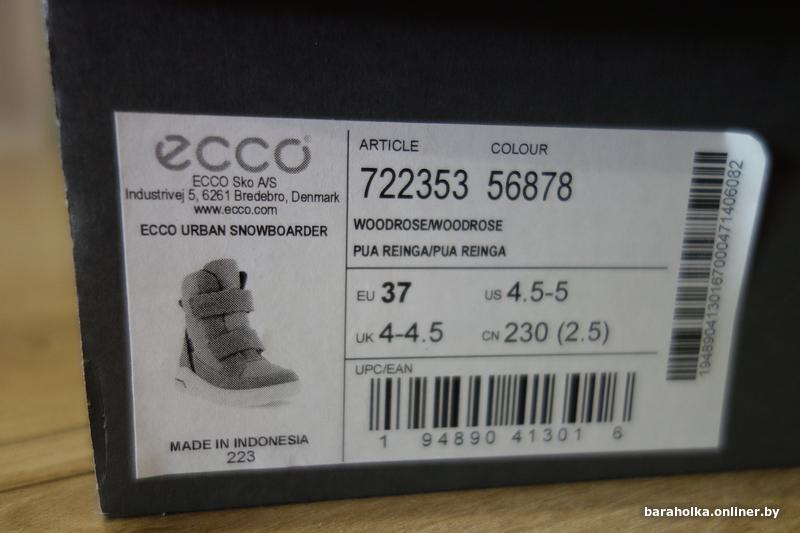 ecco
ECCO Sko A/S
Industrivej 5, 6261 Bredebro, Denmark
www.ecco.com
ECCO URBAN SNOWBOARDER
MADE IN INDONESIA
223
ARTICLE COLOUR
722353 56878
WOODROSE/WOODROSE
PUA REINGA/PUA REINGA
EU 37 US 4.5-5
UK 4-4.5 CN 230 (2.5)
UPC/EAN
1 94890 41301 6
1948904130167000471406082
baraholka.onliner.by